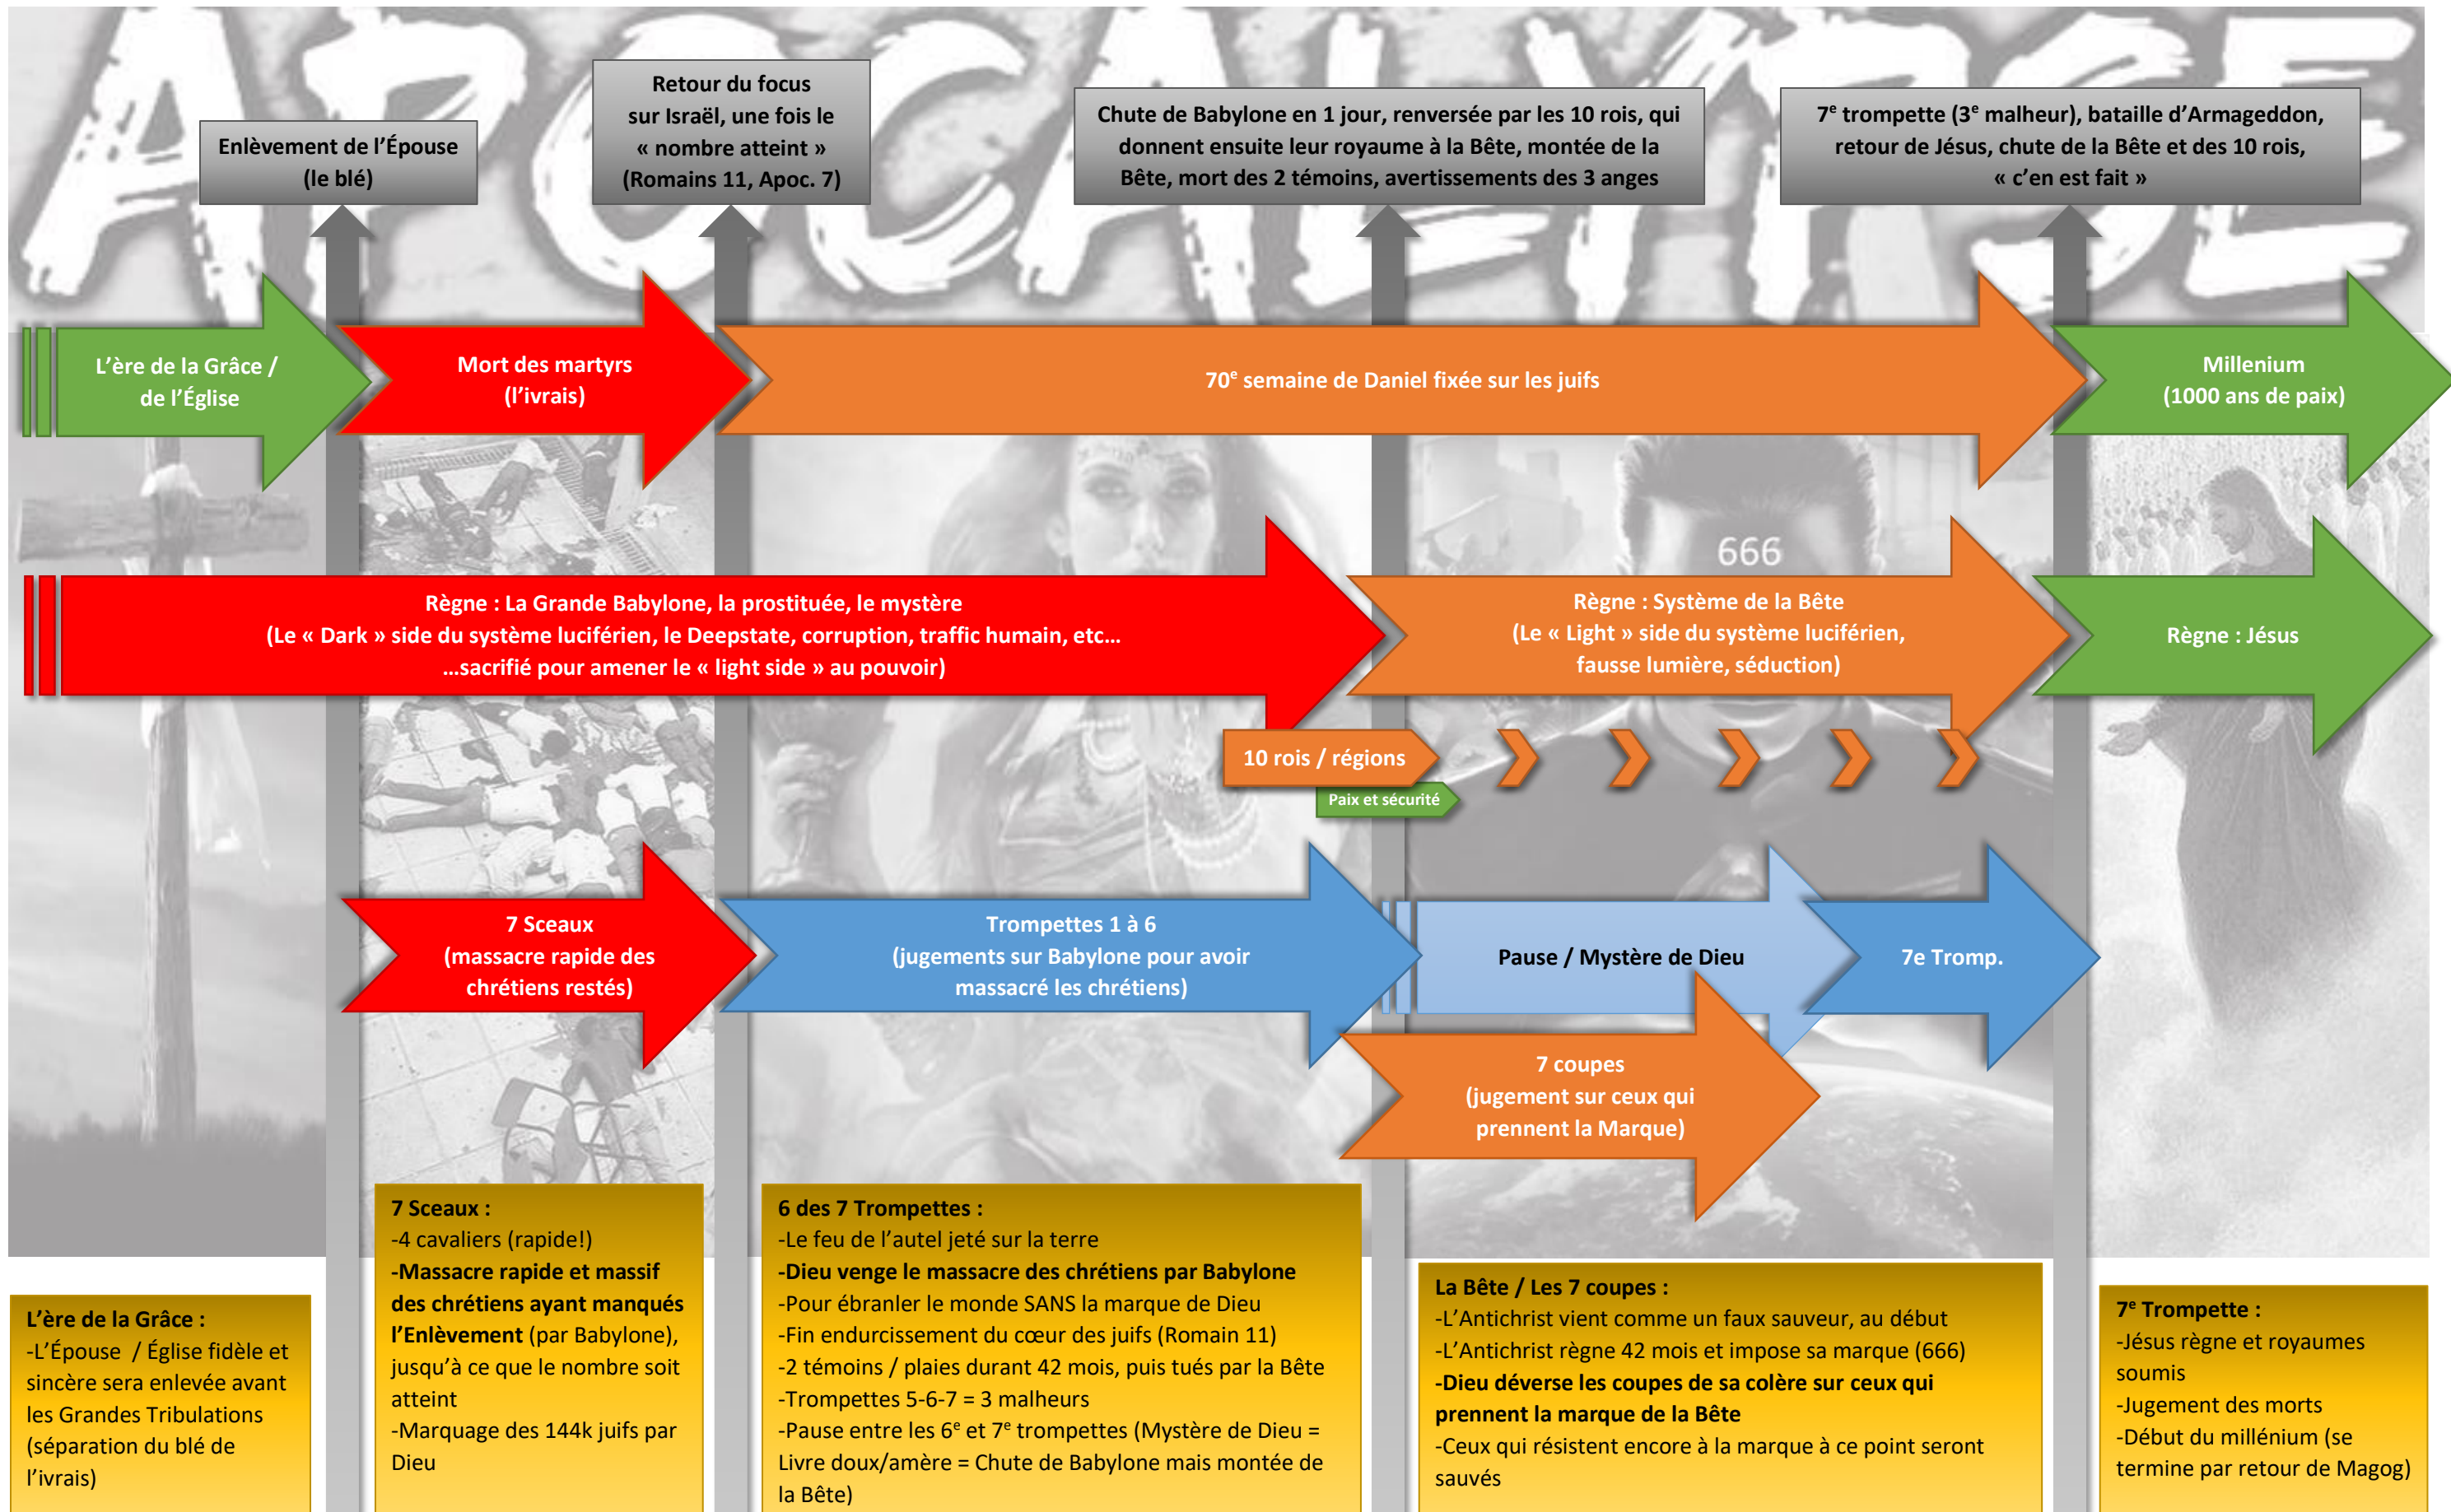 APOCALYPSE
Enlèvement de l’Épouse
(le blé)
Retour du focus
sur Israël, une fois le
« nombre atteint »
(Romains 11, Apoc. 7)
Chute de Babylone en 1 jour, renversée par les 10 rois, qui
donnent ensuite leur royaume à la Bête, montée de la
Bête, mort des 2 témoins, avertissements des 3 anges
7e trompette (3e malheur), bataille d’Armageddon,
retour de Jésus, chute de la Bête et des 10 rois,
« c’en est fait »
L’ère de la Grâce /
de l’Église
Mort des martyrs
(l’ivrais)
70e semaine de Daniel fixée sur les juifs
Millenium
(1000 ans de paix)
666
Règne : La Grande Babylone, la prostituée, le mystère
(Le « Dark » side du système luciférien, le Deepstate, corruption, traffic humain, etc…
…sacrifié pour amener le « light side » au pouvoir)
Règne : Système de la Bête
(Le « Light » side du système luciférien,
fausse lumière, séduction)
Règne : Jésus
10 rois / régions
Paix et sécurité
7 Sceaux
(massacre rapide des
chrétiens restés)
Trompettes 1 à 6
(jugements sur Babylone pour avoir
massacré les chrétiens)
Pause / Mystère de Dieu
7e Tromp.
7 coupes
(jugement sur ceux qui
prennent la Marque)
L’ère de la Grâce :
-L’Épouse / Église fidèle et
sincère sera enlevée avant
les Grandes Tribulations
(séparation du blé de
l’ivrais)
7 Sceaux :
-4 cavaliers (rapide!)
-Massacre rapide et massif
des chrétiens ayant manqués
l’Enlèvement (par Babylone),
jusqu’à ce que le nombre soit
atteint
-Marquage des 144k juifs par
Dieu
6 des 7 Trompettes :
-Le feu de l’autel jeté sur la terre
-Dieu venge le massacre des chrétiens par Babylone
-Pour ébranler le monde SANS la marque de Dieu
-Fin endurcissement du cœur des juifs (Romain 11)
-2 témoins / plaies durant 42 mois, puis tués par la Bête
-Trompettes 5-6-7 = 3 malheurs
-Pause entre les 6e et 7e trompettes (Mystère de Dieu =
Livre doux/amère = Chute de Babylone mais montée de
la Bête)
La Bête / Les 7 coupes :
-L’Antichrist vient comme un faux sauveur, au début
-L’Antichrist règne 42 mois et impose sa marque (666)
-Dieu déverse les coupes de sa colère sur ceux qui
prennent la marque de la Bête
-Ceux qui résistent encore à la marque à ce point seront
sauvés
7e Trompette :
-Jésus règne et royaumes
soumis
-Jugement des morts
-Début du millénium (se
termine par retour de Magog)